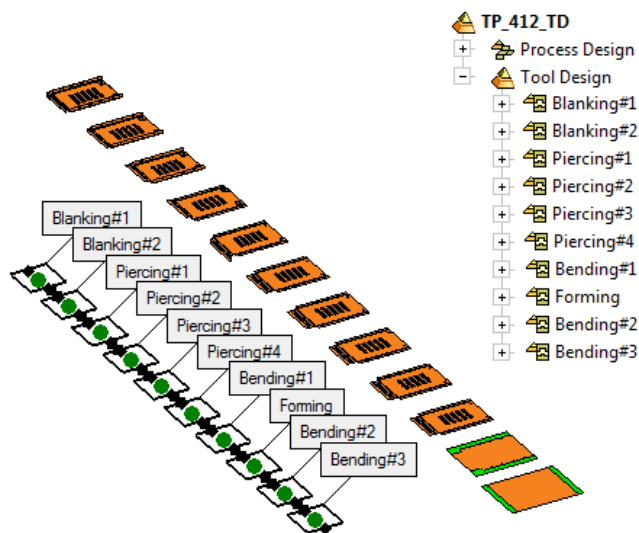 TP_412_TD
Process Design
Tool Design
Blanking#1
Blanking#2
Piercing#1
Piercing#2
Piercing#3
Piercing#4
Bending#1
Forming
Bending#2
Bending#3
Blanking#1
Blanking#2
Piercing#1
Piercing#2
Piercing#3
Piercing#4
Bending#1
Forming
Bending#2
Bending#3